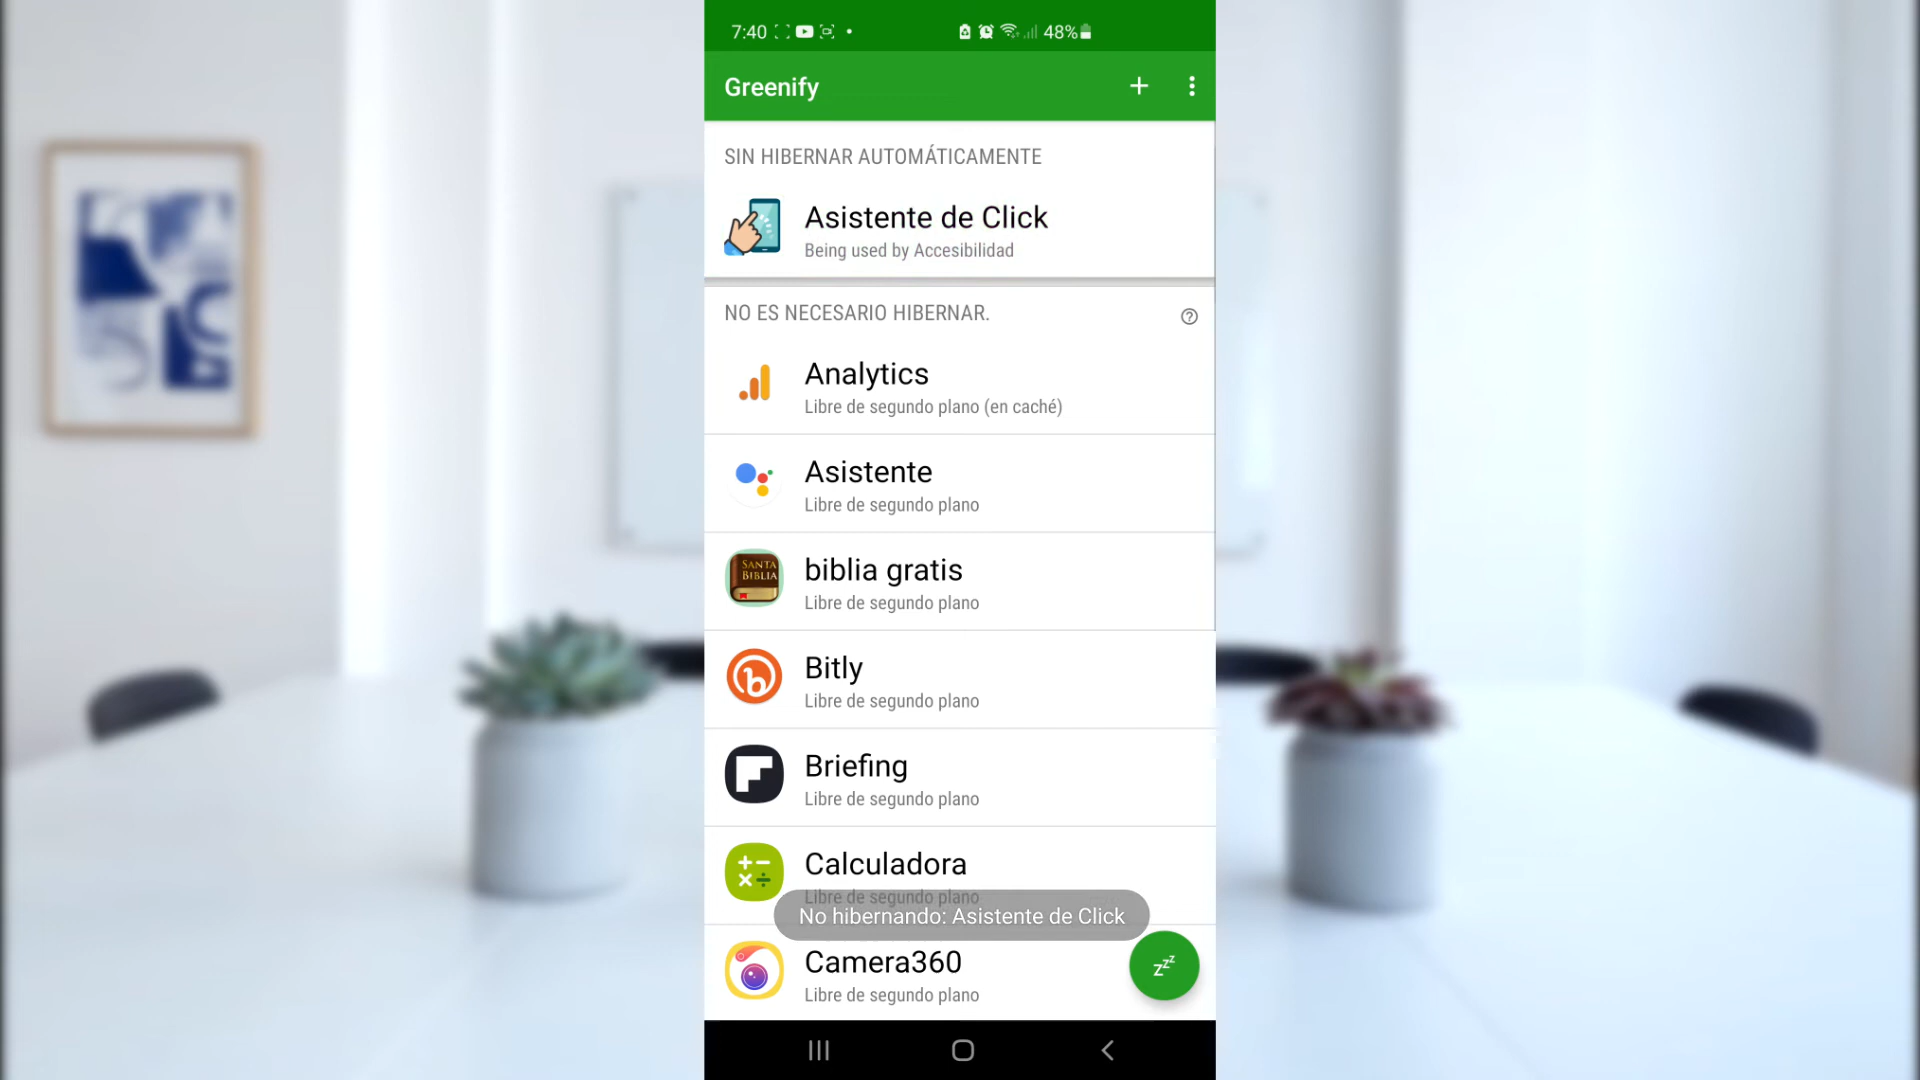 7:40
48%
Greenify
SIN HIBERNAR AUTOMÁTICAMENTE
Asistente de Click
Being used by Accesibilidad
NO ES NECESARIO HIBERNAR.
Analytics
Libre de segundo plano (en caché)
Asistente
Libre de segundo plano
SANTA
BIBLIA
biblia gratis
Libre de segundo plano
Bitly
Libre de segundo plano
Briefing
Libre de segundo plano
Calculadora
Libre de segundo plano
No hibernando: Asistente de Click
Camera360
Libre de segundo plano
zzz